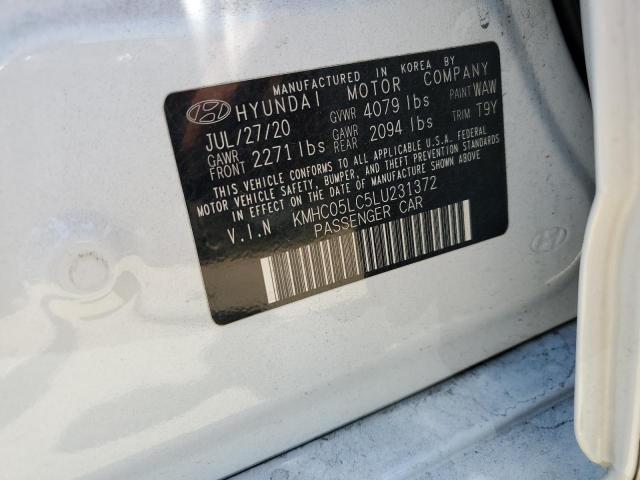 MANUFACTURED IN KOREA BY
HYUNDAI MOTOR COMPANY
JUL/27/20 GVWR 4079 lbs PAINT WAW
GAWR FRONT 2271 lbs GAWR REAR 2094 lbs TRIM T9Y
THIS VEHICLE CONFORMS TO ALL APPLICABLE U.S.A. FEDERAL
MOTOR VEHICLE SAFETY, BUMPER, AND THEFT PREVENTION STANDARDS
IN EFFECT ON THE DATE OF MANUFACTURE SHOWN ABOVE.
V.I.N KMHC05LC5LU231372
PASSENGER CAR